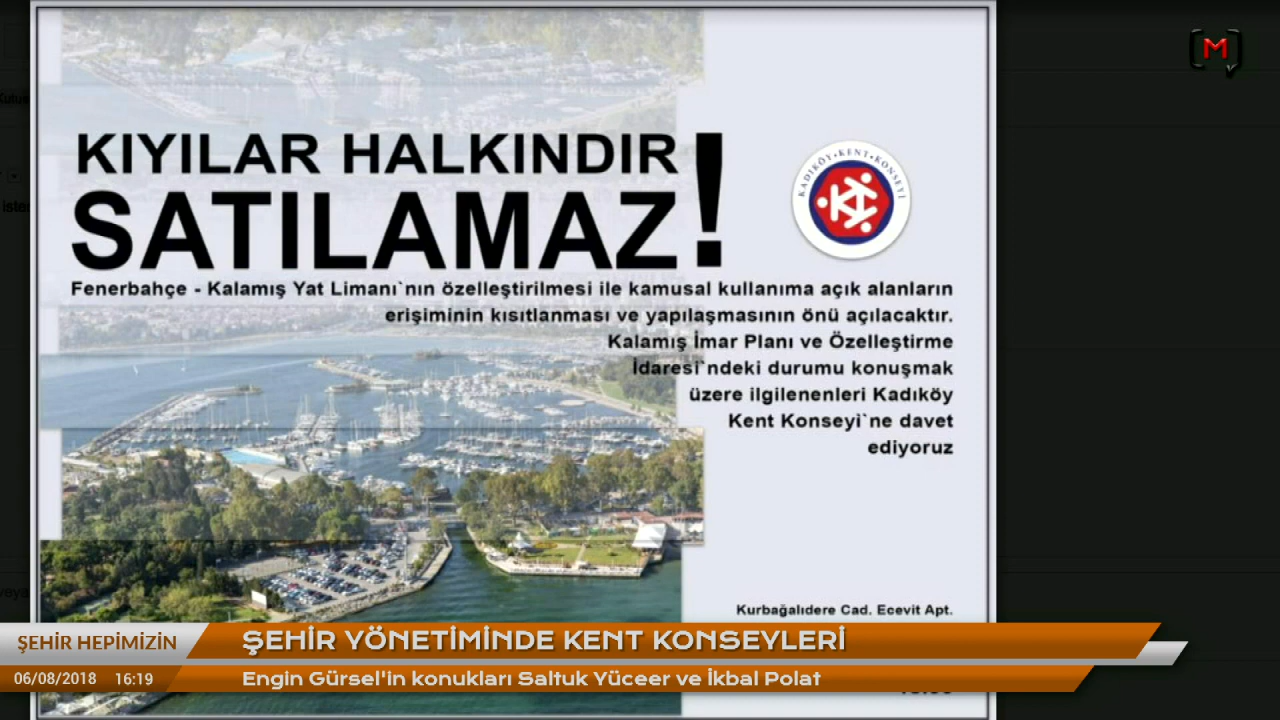 KIYILAR HALKINDIR
SATILAMAZ!
KADIKÖY•KENT•KONSEYİ
Fenerbahçe - Kalamış Yat Limanı`nın özelleştirilmesi ile kamusal kullanıma açık alanların
erişiminin kısıtlanması ve yapılaşmasının önü açılacaktır.
Kalamış İmar Planı ve Özelleştirme
İdaresi`ndeki durumu konuşmak
üzere ilgilenenleri Kadıköy
Kent Konseyi`ne davet
ediyoruz
Kurbağalıdere Cad. Ecevit Apt.
ŞEHİR HEPİMİZİN
ŞEHİR YÖNETİMİNDE KENT KONSEYLERİ
06/08/2018 16:19
Engin Gürsel'in konukları Saltuk Yüceer ve İkbal Polat
M